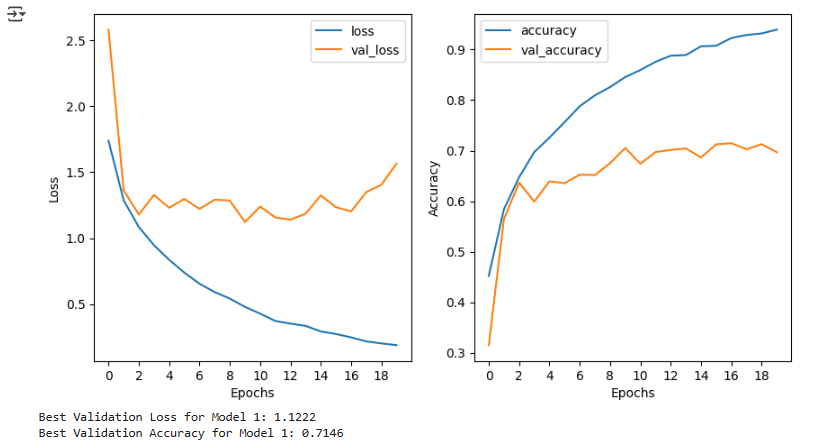 loss
val_loss
2.5
2.0
1.5
1.0
0.5
Loss
0 2 4 6 8 10 12 14 16 18
Epochs
accuracy
val_accuracy
0.9
0.8
0.7
0.6
0.5
0.4
0.3
Accuracy
0 2 4 6 8 10 12 14 16 18
Epochs
Best Validation Loss for Model 1: 1.1222
Best Validation Accuracy for Model 1: 0.7146